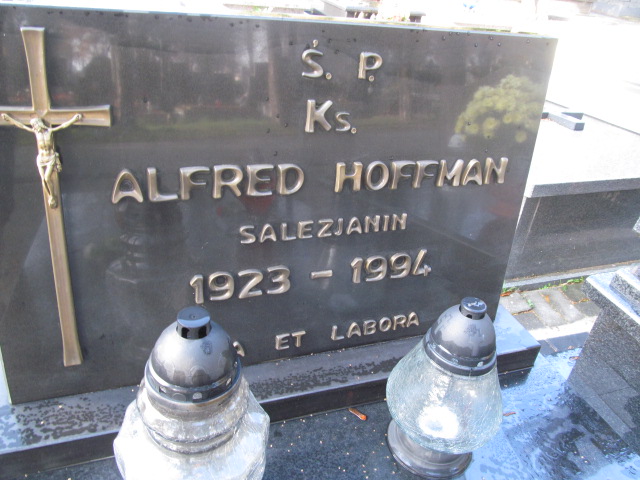 Ś. P.
Ks.
ALFRED HOFFMAN
SALEZJANIN
1923 - 1994
ET LABORA